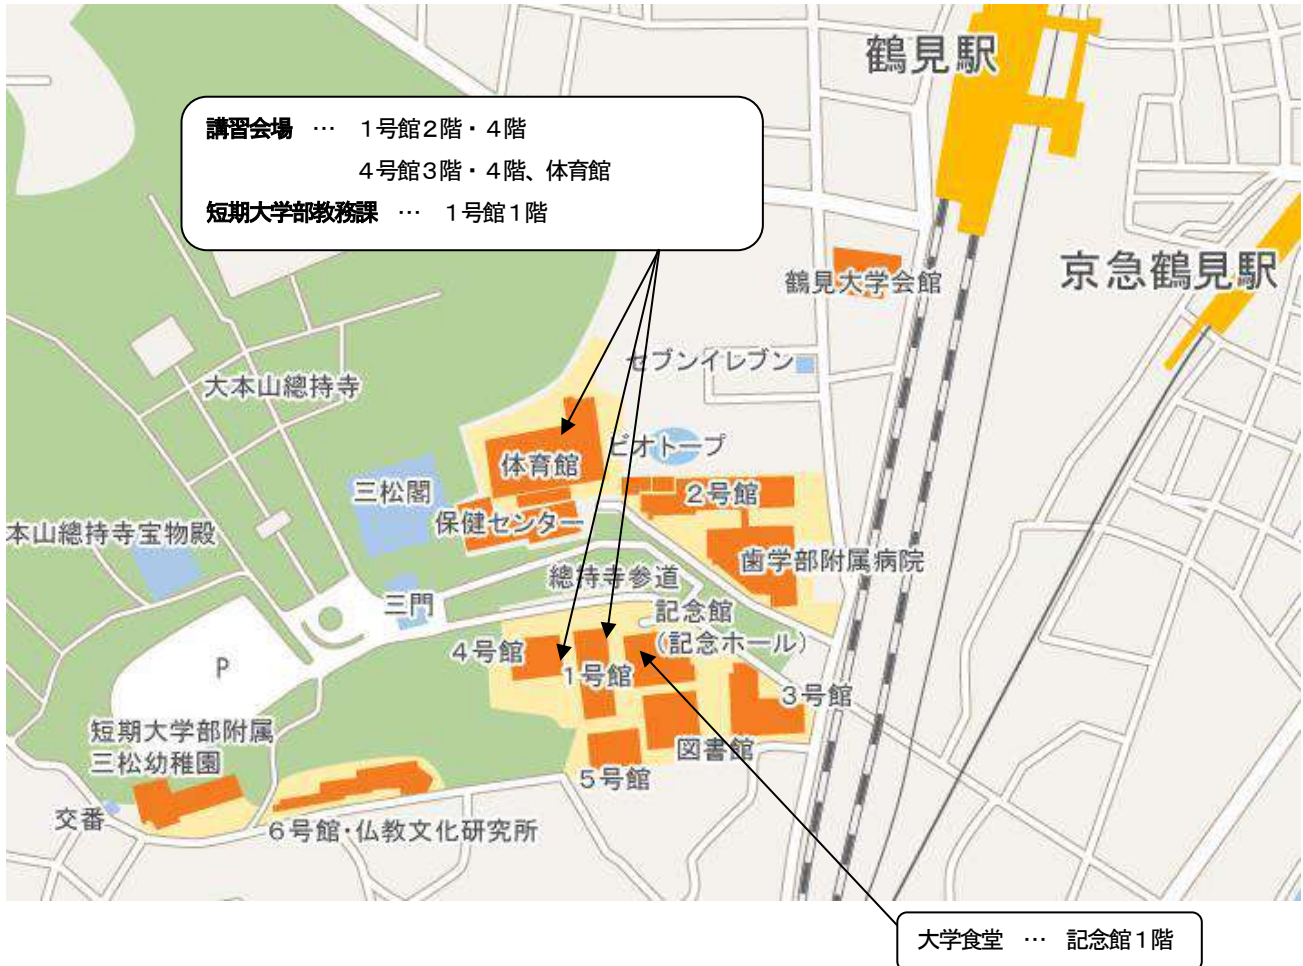 鶴見駅
講習会場 … １号館２階・４階
４号館３階・４階、体育館
短期大学部教務課 … １号館１階
京急鶴見駅
鶴見大学会館
セブンイレブン
大本山總持寺
ビオトープ
体育館
三松閣
２号館
保健センター
本山總持寺宝物殿
歯学部附属病院
總持寺参道
三門
記念館
（記念ホール）
４号館
１号館
P
３号館
短期大学部附属
三松幼稚園
図書館
５号館
交番
６号館・仏教文化研究所
大学食堂 … 記念館１階